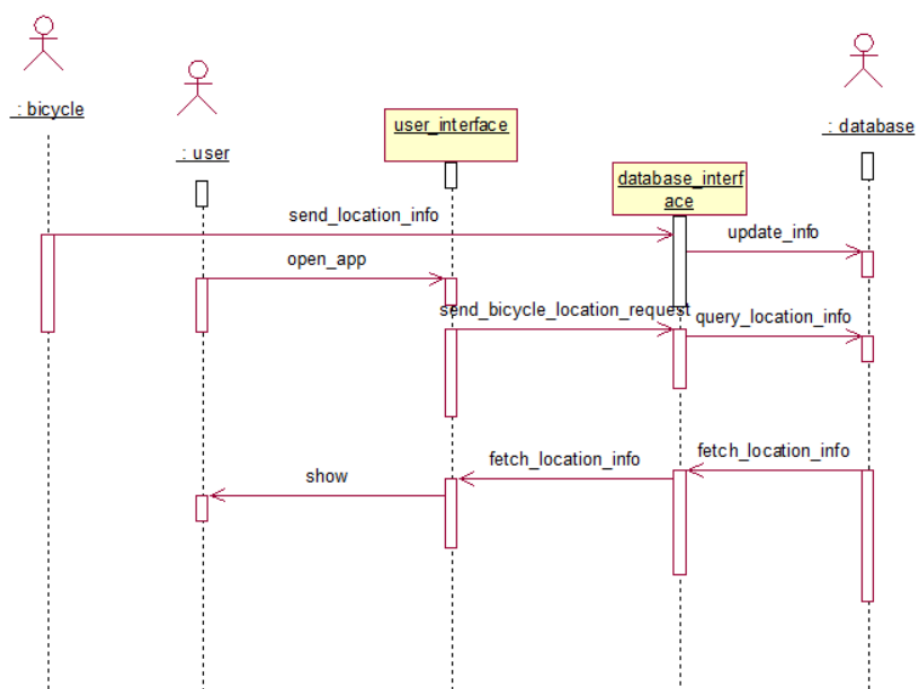 : bicycle
: user
user_interface
: database
database_interf
ace
send_location_info
update_info
open_app
send_bicycle_location_request
query_location_info
fetch_location_info
fetch_location_info
show